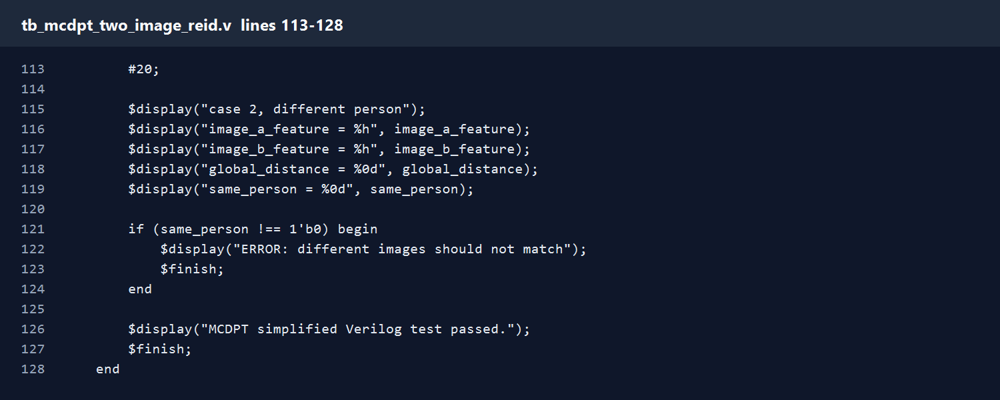 tb_mcdpt_two_image_reid.v  lines 113-128
113        #20;
114
115        $display("case 2, different person");
116        $display("image_a_feature = %h", image_a_feature);
117        $display("image_b_feature = %h", image_b_feature);
118        $display("global_distance = %0d", global_distance);
119        $display("same_person = %0d", same_person);
120
121        if (same_person !== 1'b0) begin
122            $display("ERROR: different images should not match");
123            $finish;
124        end
125
126        $display("MCDPT simplified Verilog test passed.");
127        $finish;
128    end